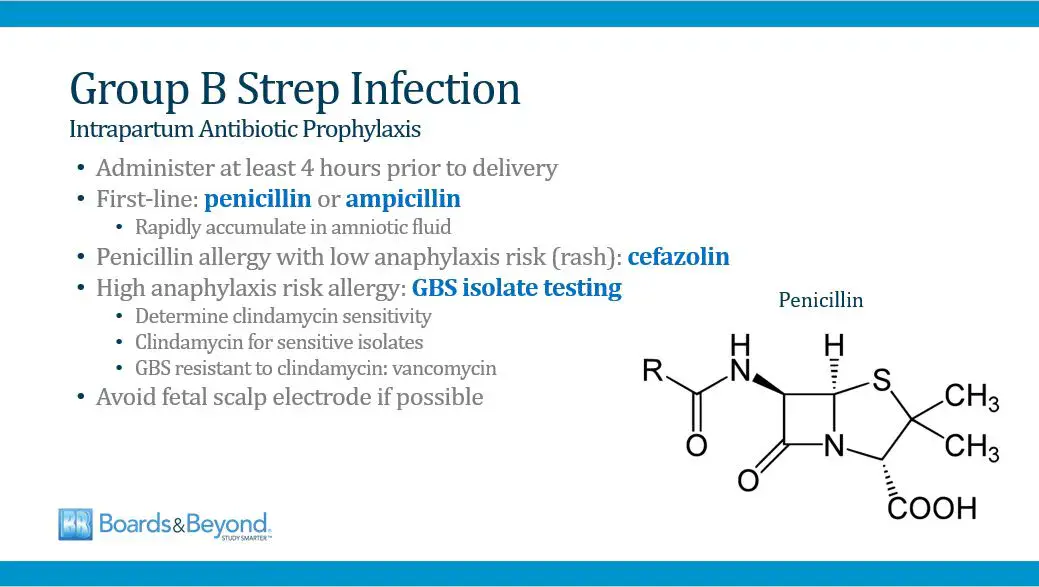 Group B Strep Infection
Intrapartum Antibiotic Prophylaxis
• Administer at least 4 hours prior to delivery
• First-line: penicillin or ampicillin
• Rapidly accumulate in amniotic fluid
• Penicillin allergy with low anaphylaxis risk (rash): cefazolin
• High anaphylaxis risk allergy: GBS isolate testing
• Determine clindamycin sensitivity
• Clindamycin for sensitive isolates
• GBS resistant to clindamycin: vancomycin
• Avoid fetal scalp electrode if possible
Penicillin
H H
R N S CH3
O N CH3
O
COOH
BB Boards&Beyond®
STUDY SMARTER™